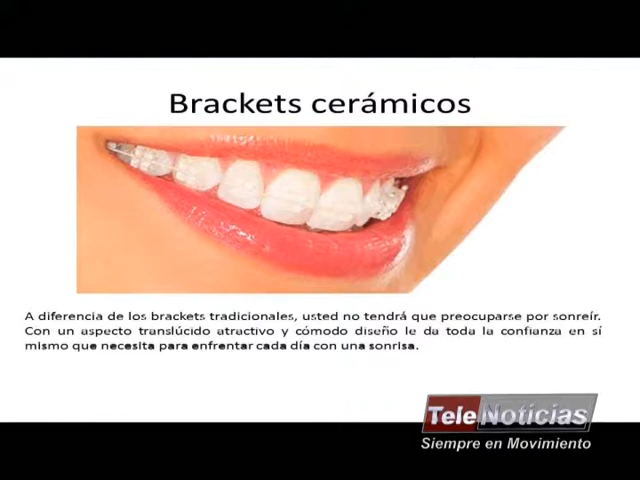 Brackets cerámicos
A diferencia de los brackets tradicionales, usted no tendrá que preocuparse por sonreír.
Con un aspecto translúcido atractivo y cómodo diseño le da toda la confianza en sí
mismo que necesita para enfrentar cada día con una sonrisa.
TeleNoticias
Siempre en Movimiento